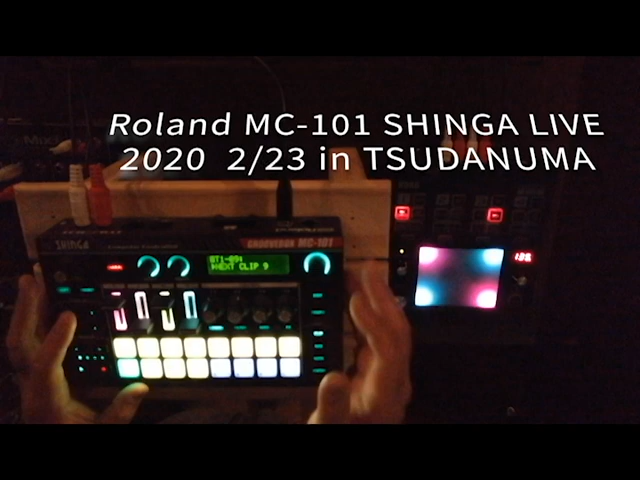 Roland MC-101 SHINGA LIVE
2020 2/23 in TSUDANUMA
SHINGA
GROOVEBOX MC-101
▶NEXT CLIP 9